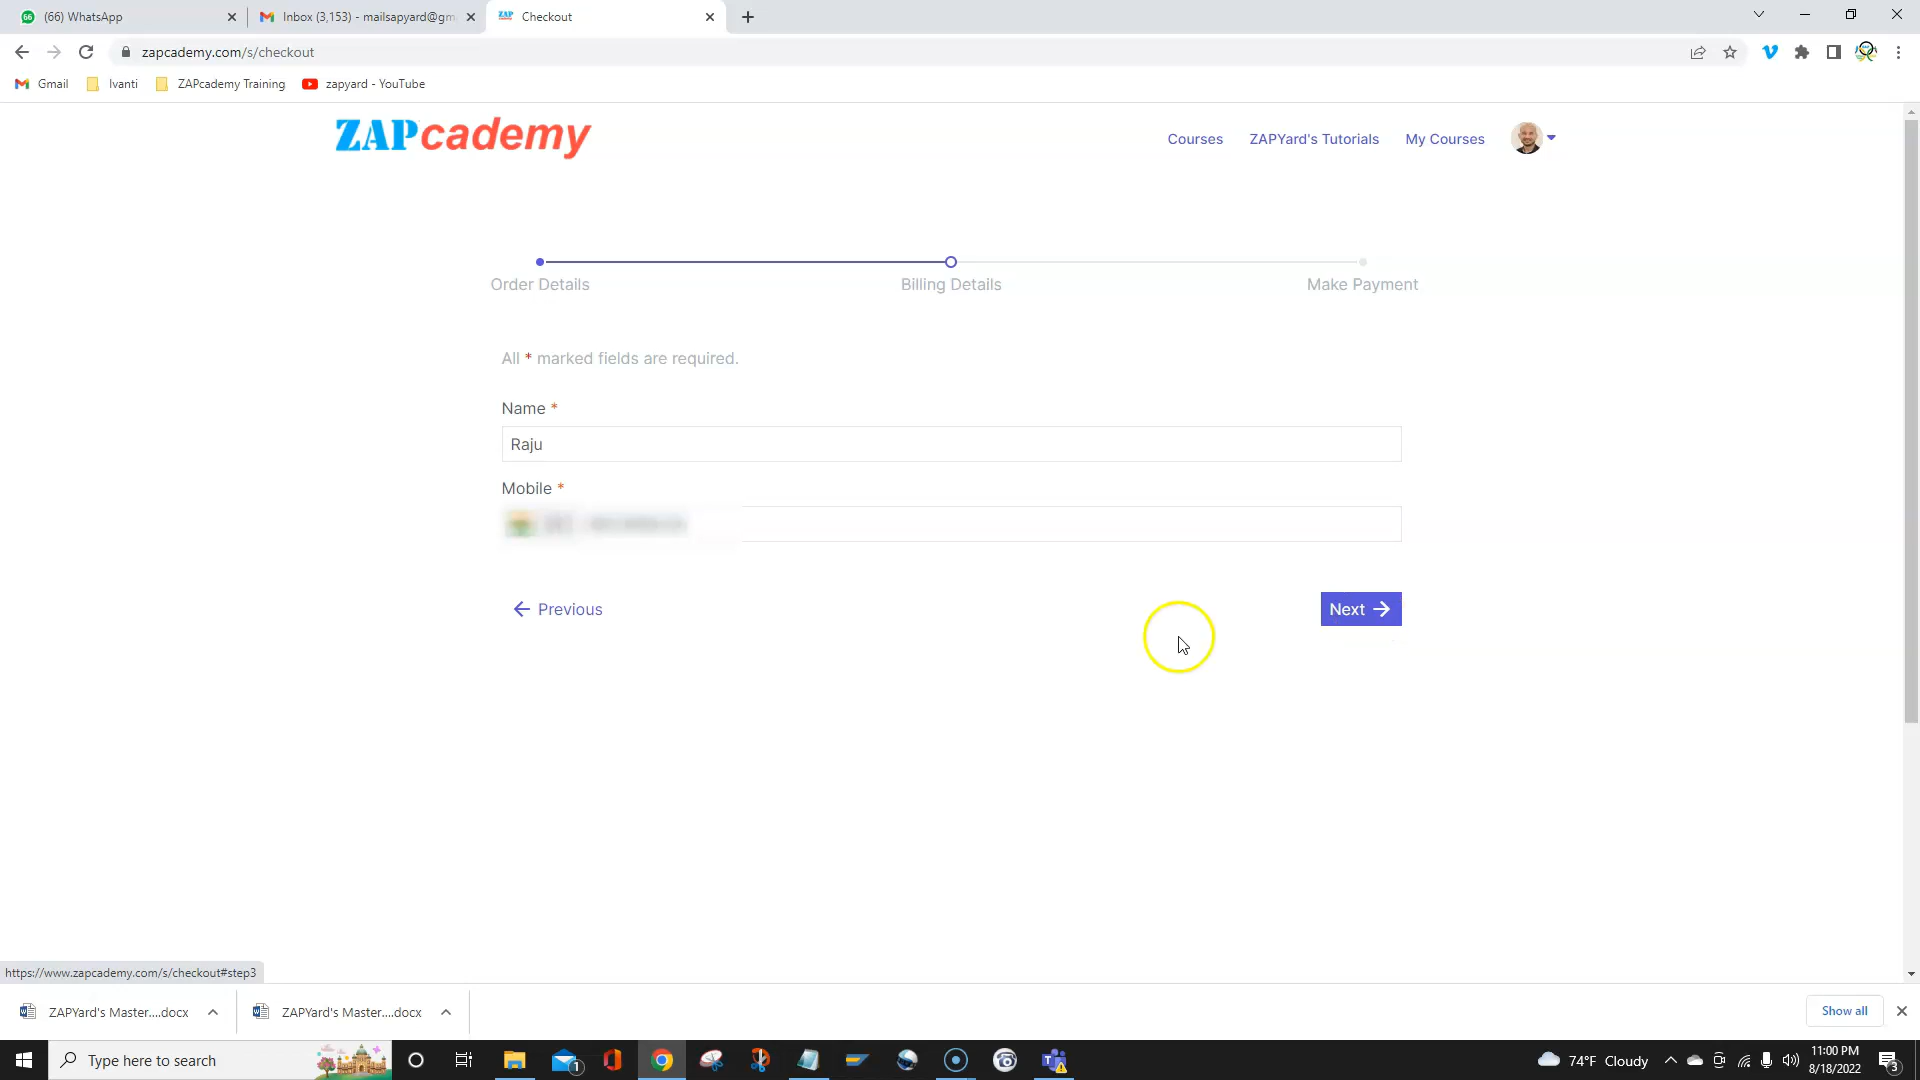 (66) WhatsApp
Inbox (3,153) - mailsapyard@gm
ZAP Checkout
zapcademy.com/s/checkout
Gmail
Ivanti
ZAPcademy Training
zapyard - YouTube
ZAPcademy
Courses
ZAPYard's Tutorials
My Courses
Order Details
Billing Details
Make Payment
All * marked fields are required.
Name *
Raju
Mobile *
Previous
Next
https://www.zapcademy.com/s/checkout#step3
ZAPYard's Master....docx
ZAPYard's Master....docx
Show all
Type here to search
1
74°F Cloudy
11:00 PM
8/18/2022
3